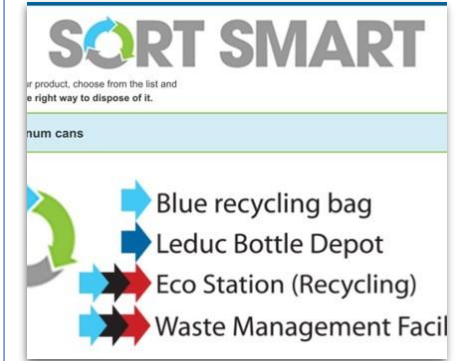 SORT SMART
ur product, choose from the list and
e right way to dispose of it.
num cans
Blue recycling bag
Leduc Bottle Depot
Eco Station (Recycling)
Waste Management Facil